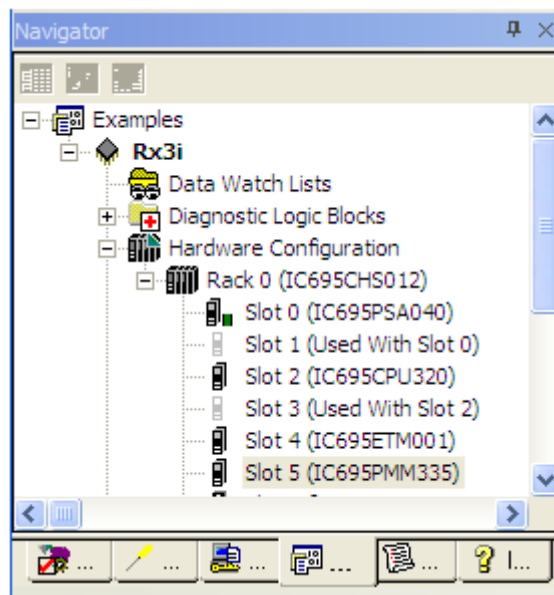 Navigator
Examples
Rx3i
Data Watch Lists
Diagnostic Logic Blocks
Hardware Configuration
Rack 0 (IC695CHS012)
Slot 0 (IC695PSA040)
Slot 1 (Used With Slot 0)
Slot 2 (IC695CPU320)
Slot 3 (Used With Slot 2)
Slot 4 (IC695ETM001)
Slot 5 (IC695PMM335)
... ... ... ... ... I...